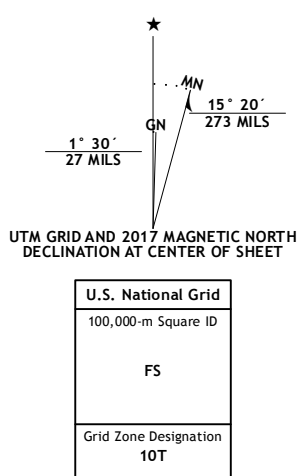 ★
MN
15° 20´
273 MILS
GN
1° 30´
27 MILS
UTM GRID AND 2017 MAGNETIC NORTH
DECLINATION AT CENTER OF SHEET
U.S. National Grid
100,000-m Square ID
FS
Grid Zone Designation
10T